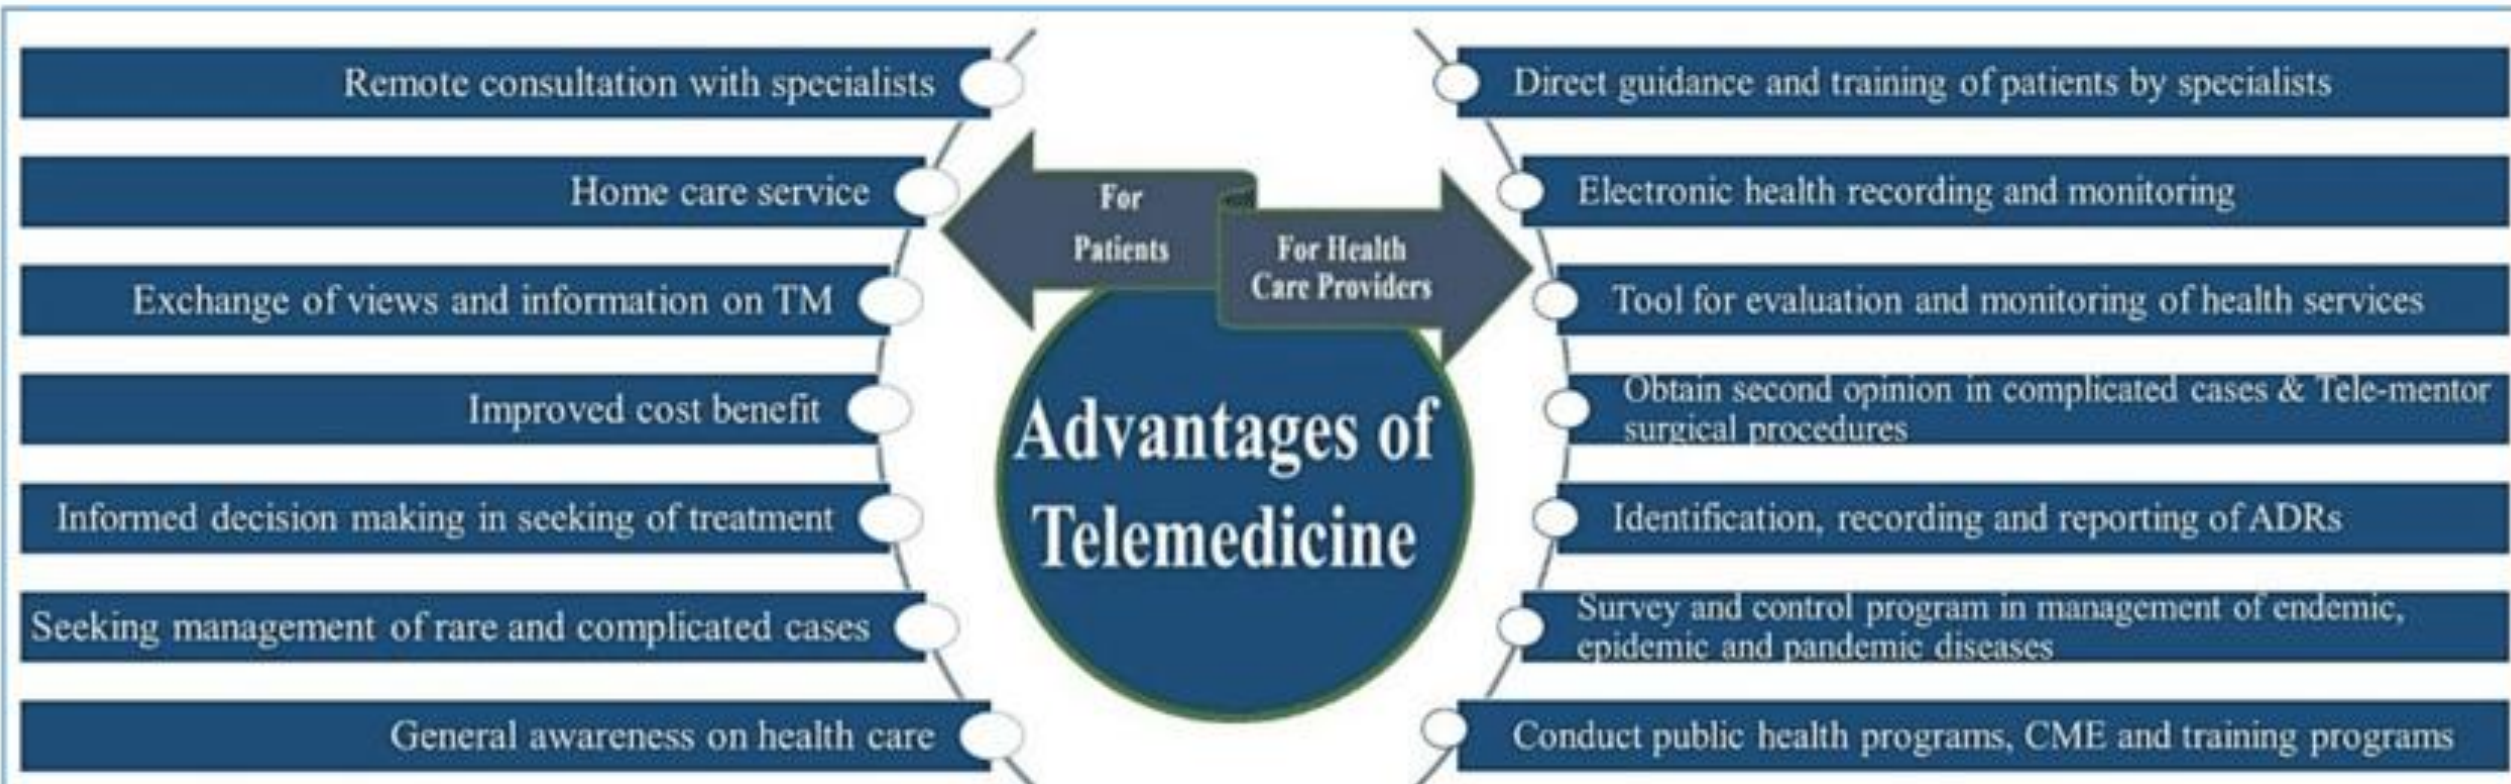 Remote consultation with specialists
Home care service
Exchange of views and information on TM
Improved cost benefit
Informed decision making in seeking of treatment
Seeking management of rare and complicated cases
General awareness on health care
For
Patients
For Health
Care Providers
Advantages of
Telemedicine
Direct guidance and training of patients by specialists
Electronic health recording and monitoring
Tool for evaluation and monitoring of health services
Obtain second opinion in complicated cases & Tele-mentor
surgical procedures
Identification, recording and reporting of ADRs
Survey and control program in management of endemic,
epidemic and pandemic diseases
Conduct public health programs, CME and training programs